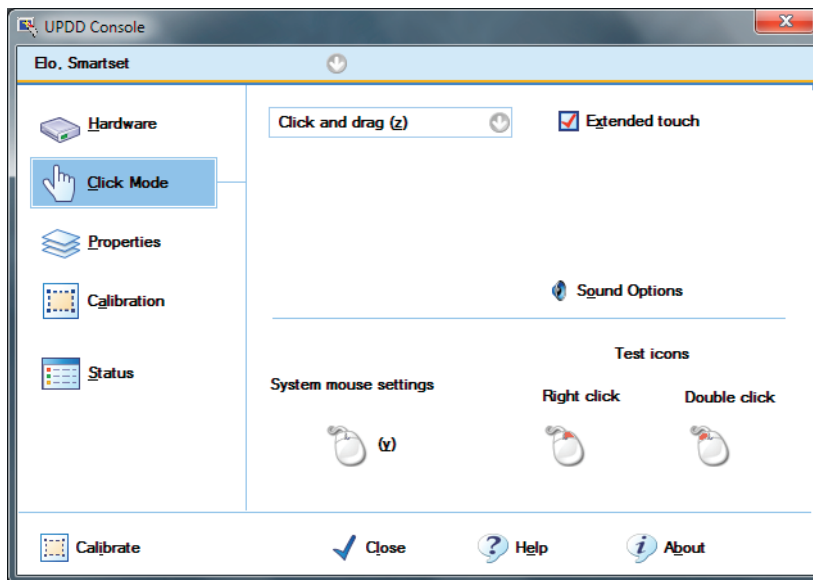 UPDD Console
Elo, Smartset
Hardware
Click Mode
Properties
Calibration
Status
Click and drag (z)
Extended touch
Sound Options
Test icons
System mouse settings
Right click
Double click
(v)
Calibrate
Close
Help
About